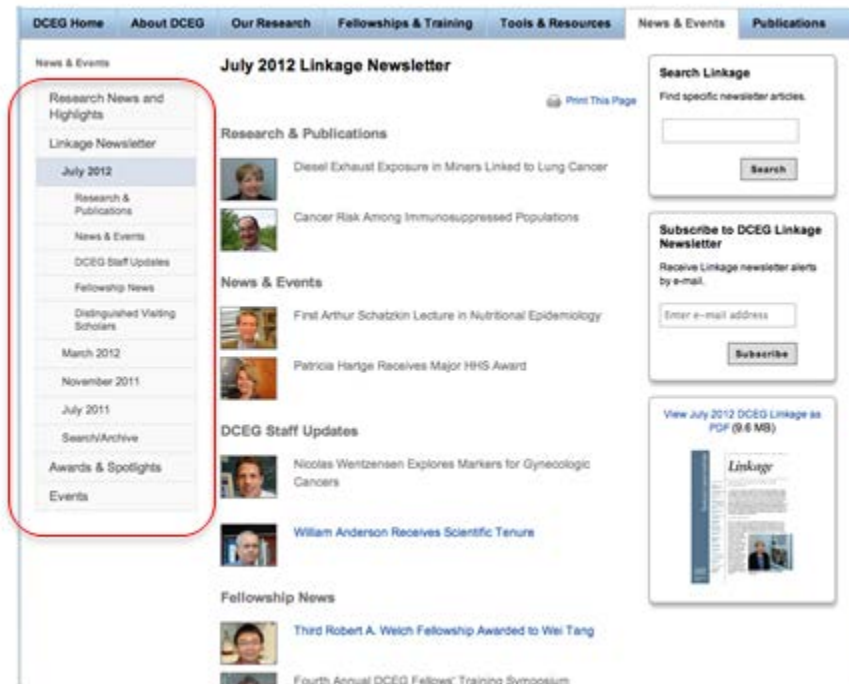 DCEG Home About DCEG Our Research Fellowships & Training Tools & Resources News & Events Publications
News & Events
Research News and
Highlights
Linkage Newsletter
July 2012
Research &
Publications
News & Events
DCEG Staff Updates
Fellowship News
Distinguished Visiting
Scholars
March 2012
November 2011
July 2011
Search/Archive
Awards & Spotlights
Events
July 2012 Linkage Newsletter
Print This Page
Research & Publications
Diesel Exhaust Exposure in Miners Linked to Lung Cancer
Cancer Risk Among Immunosuppressed Populations
News & Events
First Arthur Schatzkin Lecture in Nutritional Epidemiology
Patricia Hartge Receives Major HHS Award
DCEG Staff Updates
Nicolas Wentzensen Explores Markers for Gynecologic
Cancers
William Anderson Receives Scientific Tenure
Fellowship News
Third Robert A. Welch Fellowship Awarded to Wei Tang
Fourth Annual DCEG Fellows' Training Symposium
Search Linkage
Find specific newsletter articles.
Search
Subscribe to DCEG Linkage
Newsletter
Receive Linkage newsletter alerts
by e-mail.
Enter e-mail address
Subscribe
View July 2012 DCEG Linkage as
PDF (9.6 MB)
Linkage